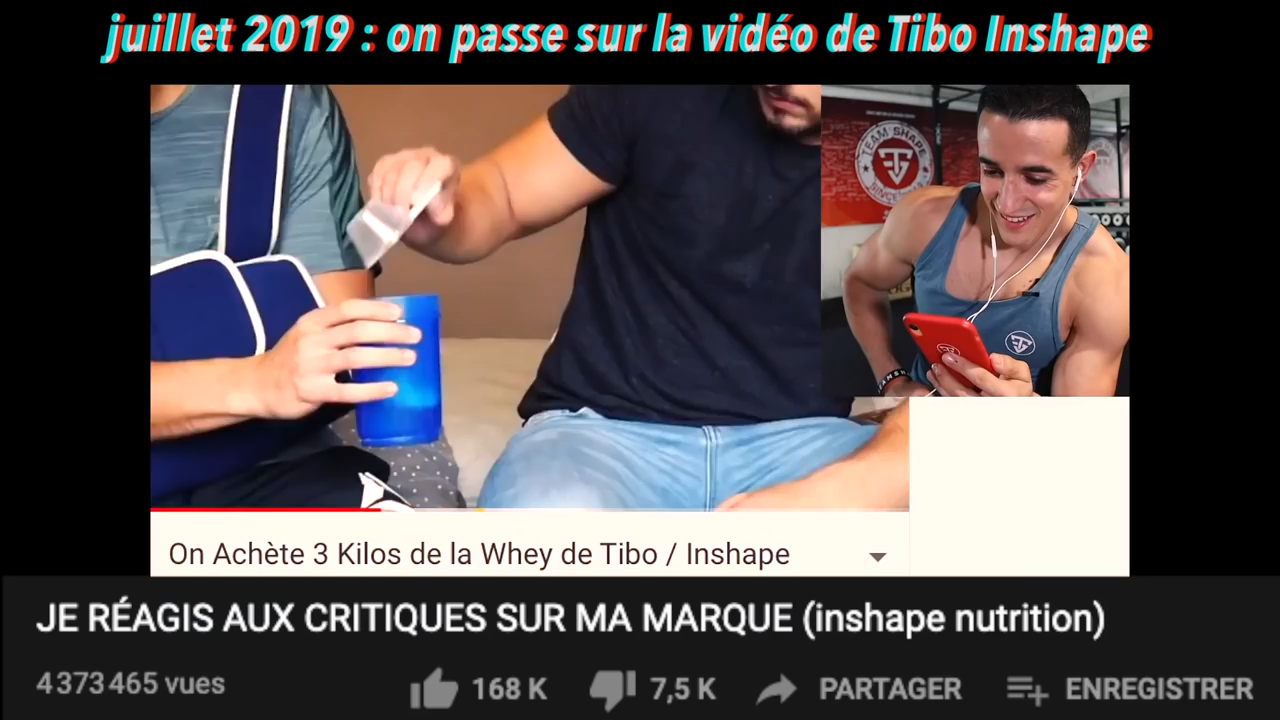 juillet 2019 : on passe sur la vidéo de Tibo Inshape
TEAM SHAPE
On Achète 3 Kilos de la Whey de Tibo / Inshape
JE RÉAGIS AUX CRITIQUES SUR MA MARQUE (inshape nutrition)
4 373 465 vues 168 K 7,5 K PARTAGER ENREGISTRER